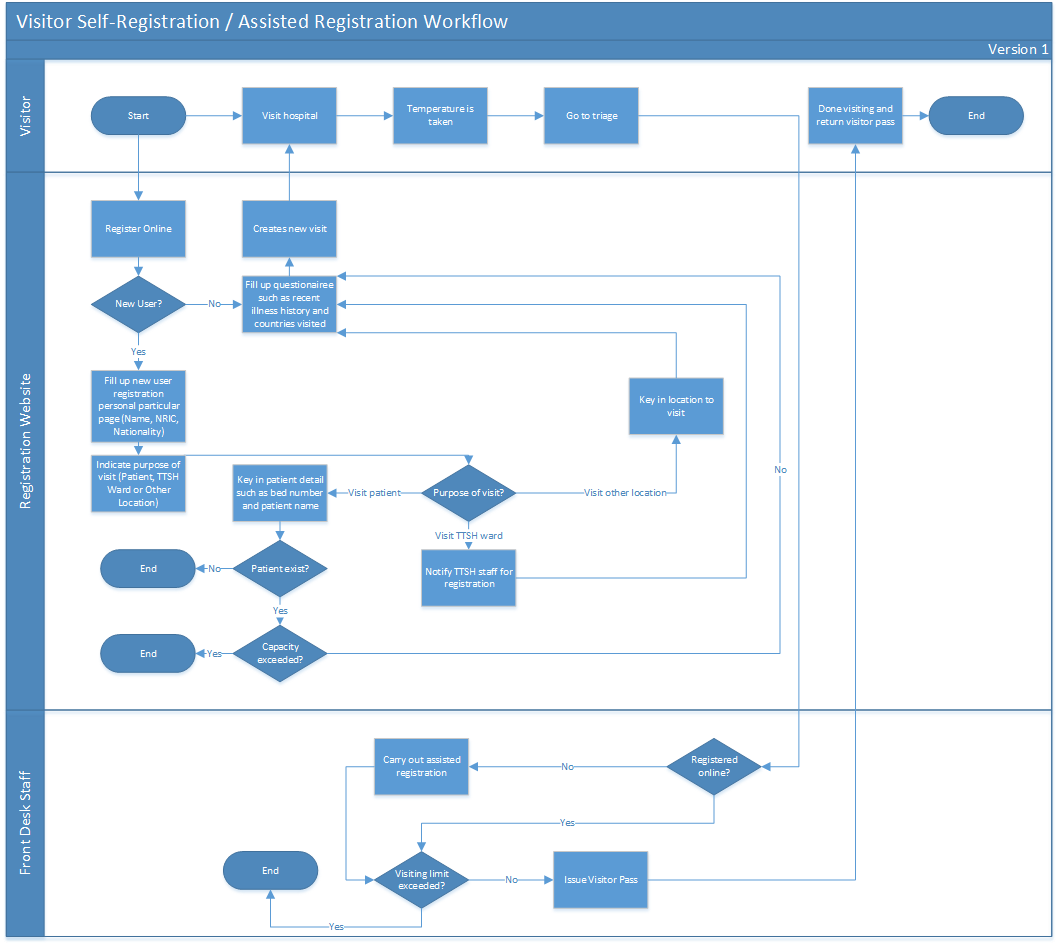 Visitor Self-Registration / Assisted Registration Workflow
Version 1
Visitor
Start
Visit hospital
Temperature is
taken
Go to triage
Done visiting and
return visitor pass
End
Registration Website
Register Online
Creates new visit
New User?
No
Fill up questionairee
such as recent
illness history and
countries visited
Yes
Fill up new user
registration
personal particular
page (Name, NRIC,
Nationality)
Key in location to
visit
Indicate purpose of
visit (Patient, TTSH
Ward or Other
Location)
Key in patient detail
such as bed number
and patient name
Visit patient
Purpose of visit?
Visit other location
No
Visit TTSH ward
End
No
Patient exist?
Notify TTSH staff for
registration
Yes
End
Yes
Capacity
exceeded?
Front Desk Staff
Carry out assisted
registration
No
Registered
online?
Yes
End
Visiting limit
exceeded?
No
Issue Visitor Pass
Yes